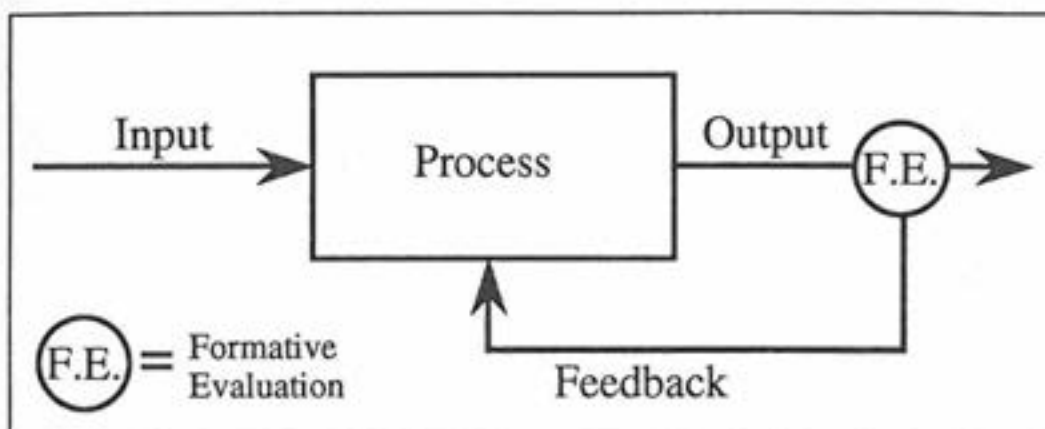 Input
Process
Output
F.E.
F.E. = Formative
Evaluation
Feedback